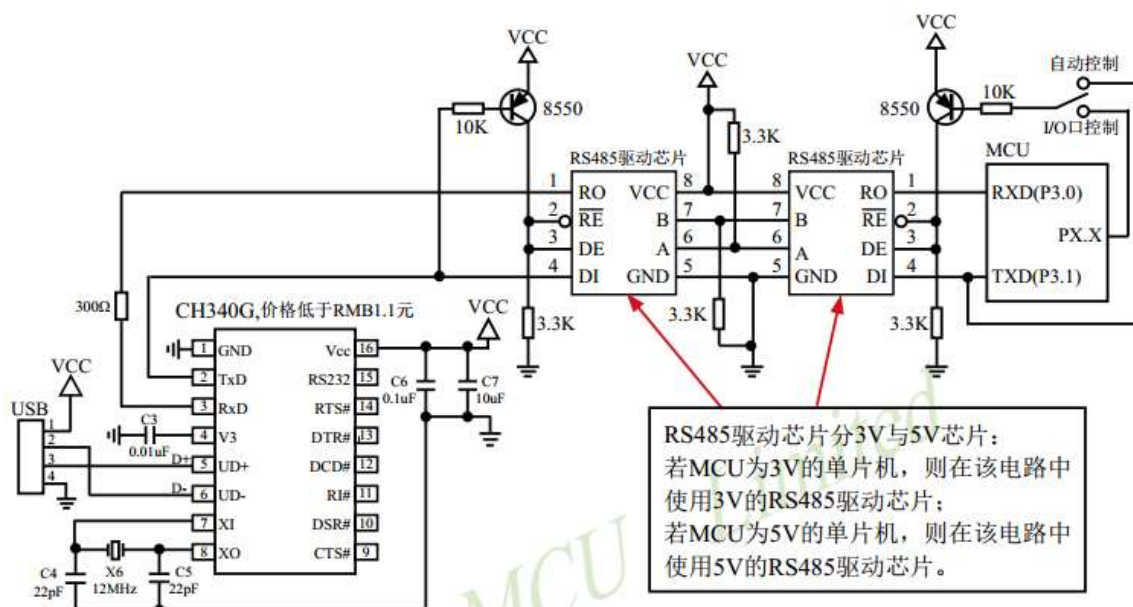 VCC
8550
10K
VCC
3.3K
VCC
8550
10K
自动控制
I/O口控制
RS485驱动芯片
1 RO VCC 8
2 RE B 7
3 DE A 6
4 DI GND 5
RS485驱动芯片
8 VCC RO 1
7 B RE 2
6 A DE 3
5 GND DI 4
MCU
RXD(P3.0)
PX.X
TXD(P3.1)
300Ω
3.3K
3.3K
3.3K
CH340G,价格低于RMB1.1元
1 GND Vcc 16
2 TxD RS232 15
3 RxD RTS# 14
4 V3 DTR# 13
5 UD+ DCD# 12
6 UD- RI# 11
7 XI DSR# 10
8 XO CTS# 9
VCC
C6
0.1uF
C7
10uF
VCC
USB
1
2
3
4
C3
0.01uF
D+
D-
C4
22pF
X6
12MHz
C5
22pF
RS485驱动芯片分3V与5V芯片;
若MCU为3V的单片机，则在该电路中
使用3V的RS485驱动芯片;
若MCU为5V的单片机，则在该电路中
使用5V的RS485驱动芯片。
MCU Limited